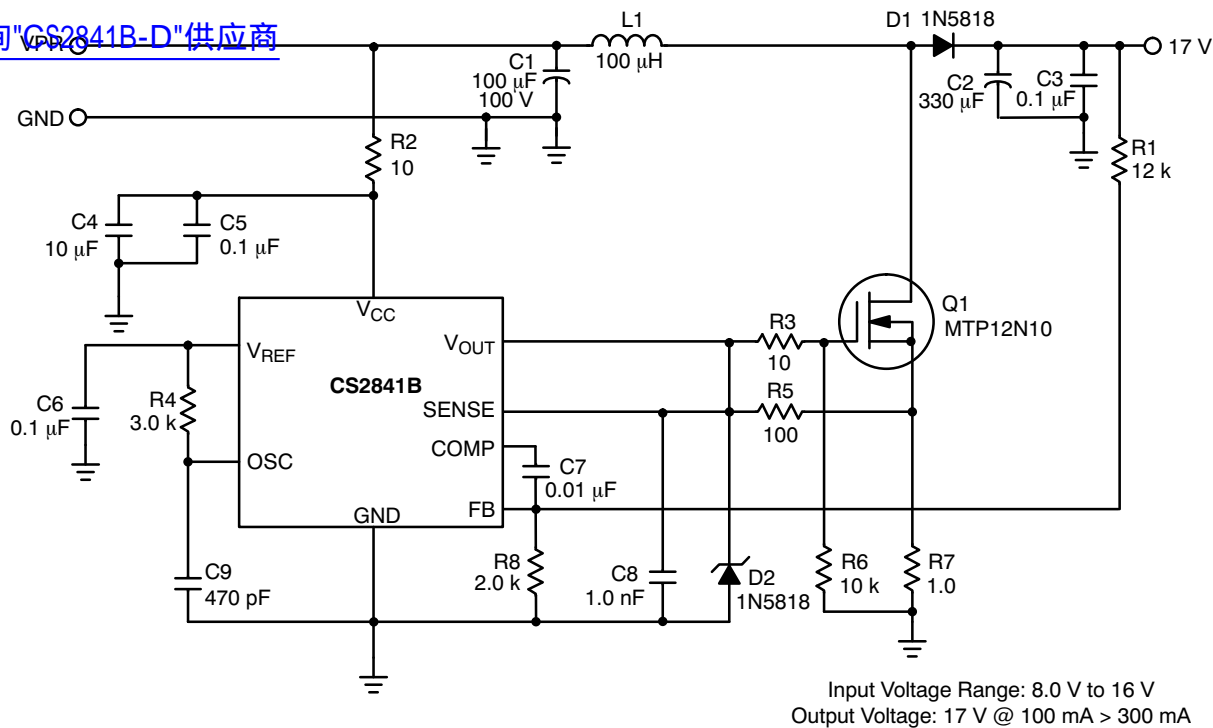 询"CS2841B-D"供应商
VPR
L1
100 μH
D1 1N5818
17 V
C1
100 μF
100 V
C2
330 μF
C3
0.1 μF
GND
R2
10
R1
12 k
C4
10 μF
C5
0.1 μF
VCC
Q1
MTP12N10
VREF
VOUT
R3
10
CS2841B
C6
0.1 μF
R4
3.0 k
SENSE
R5
100
COMP
OSC
C7
0.01 μF
GND
FB
C9
470 pF
R8
2.0 k
C8
1.0 nF
D2
1N5818
R6
10 k
R7
1.0
Input Voltage Range: 8.0 V to 16 V
Output Voltage: 17 V @ 100 mA > 300 mA